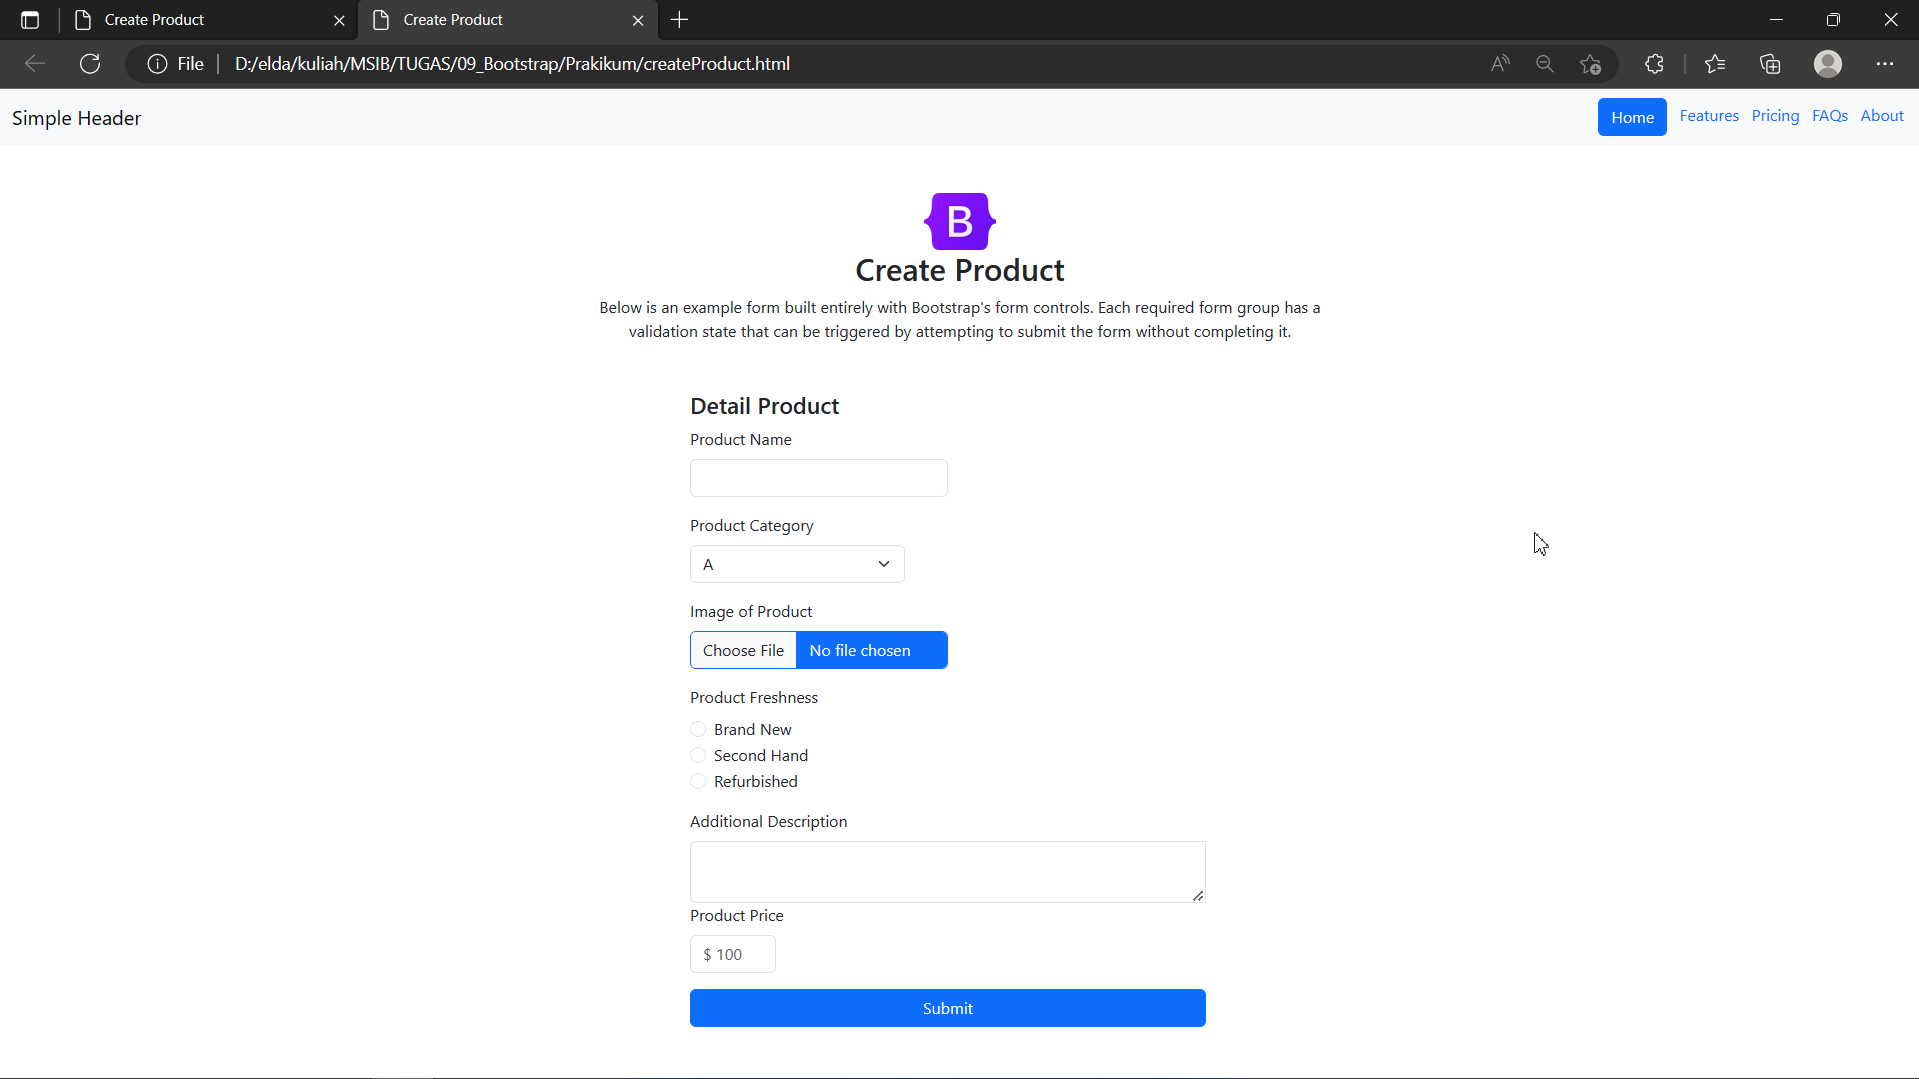 Create Product
Create Product
File
D:/elda/kuliah/MSIB/TUGAS/09_Bootstrap/Prakikum/createProduct.html
Simple Header
Home Features Pricing FAQs About
B
Create Product
Below is an example form built entirely with Bootstrap's form controls. Each required form group has a
validation state that can be triggered by attempting to submit the form without completing it.
Detail Product
Product Name
Product Category
A
Image of Product
Choose File No file chosen
Product Freshness
Brand New
Second Hand
Refurbished
Additional Description
Product Price
$ 100
Submit